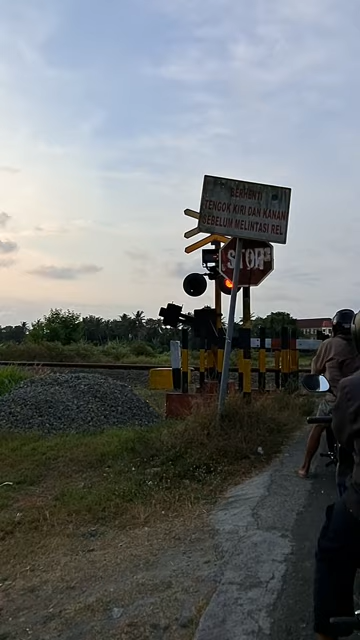 BERHENTI
TENGOK KIRI DAN KANAN
SEBELUM MELINTASI REL
STOP